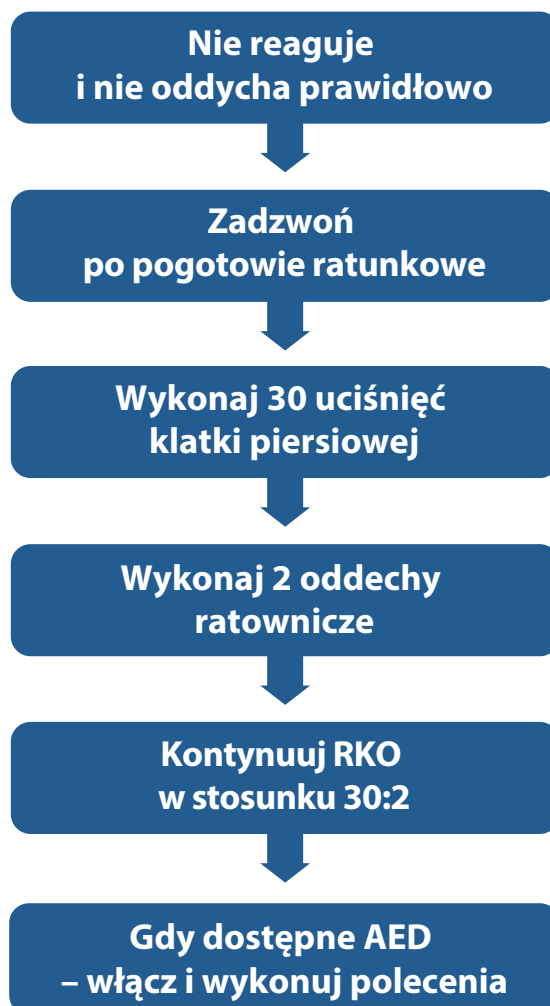 Nie reaguje
i nie oddycha prawidłowo
Zadzwoń
po pogotowie ratunkowe
Wykonaj 30 uciśnięć
klatki piersiowej
Wykonaj 2 oddechy
ratownicze
Kontynuuj RKO
w stosunku 30:2
Gdy dostępne AED
– włącz i wykonuj polecenia